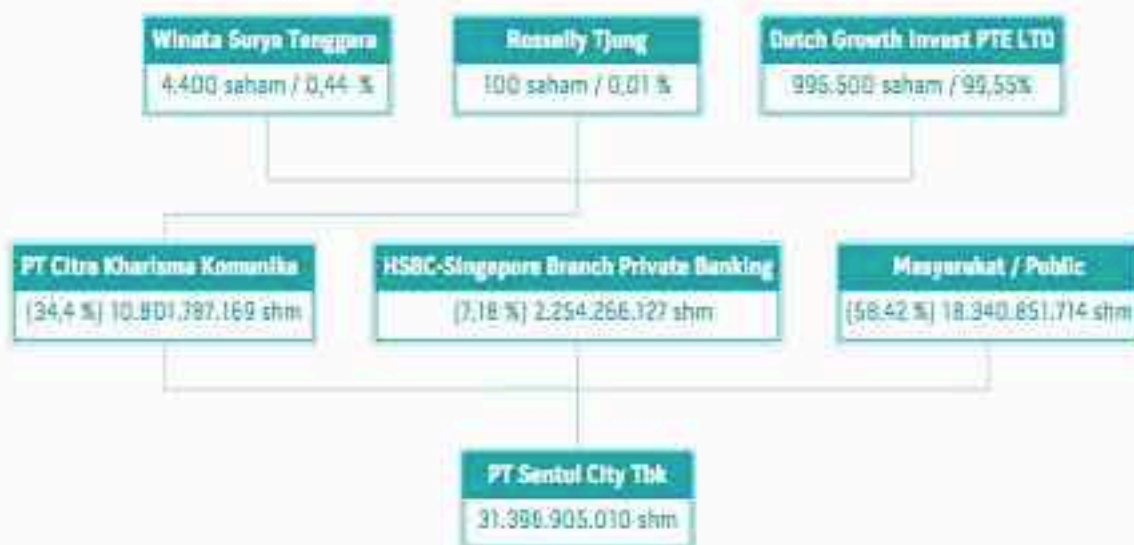 Winata Surya Tenggara
4.400 saham / 0,44 %
Rosselly Tjung
100 saham / 0,01 %
Dutch Growth Invest PTE LTD
995.500 saham / 99,55%
PT Citra Kharisma Komunika
(34,4 %) 10.801.787.169 shm
HSBC-Singapore Branch Private Banking
(7,18 %) 2.254.266.127 shm
Masyarakat / Public
(58,42 %) 18.340.851.714 shm
PT Sentul City Tbk
31.396.905.010 shm